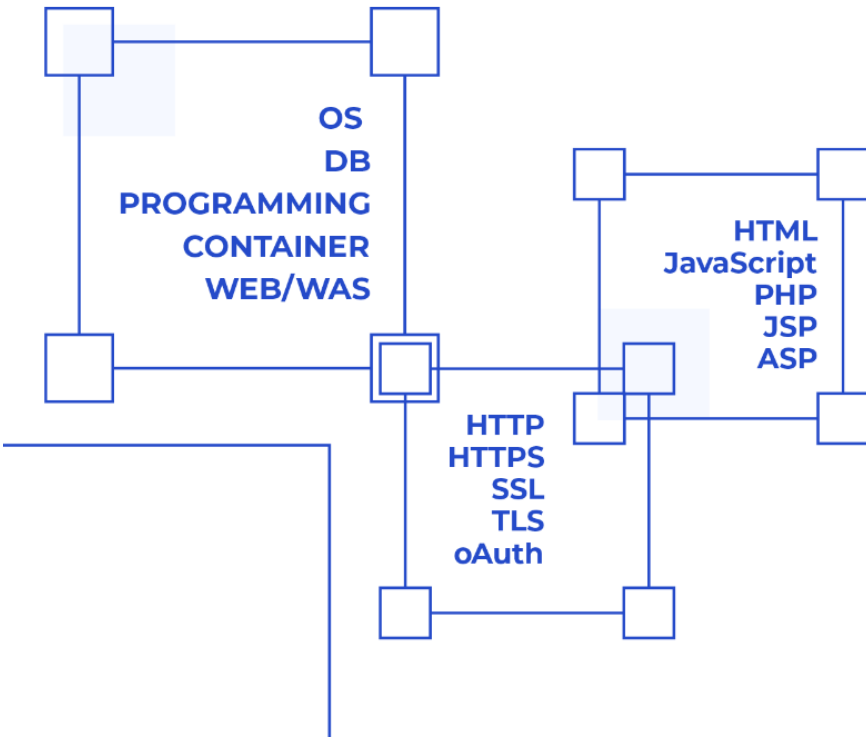 OS
DB
PROGRAMMING
CONTAINER
WEB/WAS
HTML
JavaScript
PHP
JSP
ASP
HTTP
HTTPS
SSL
TLS
oAuth